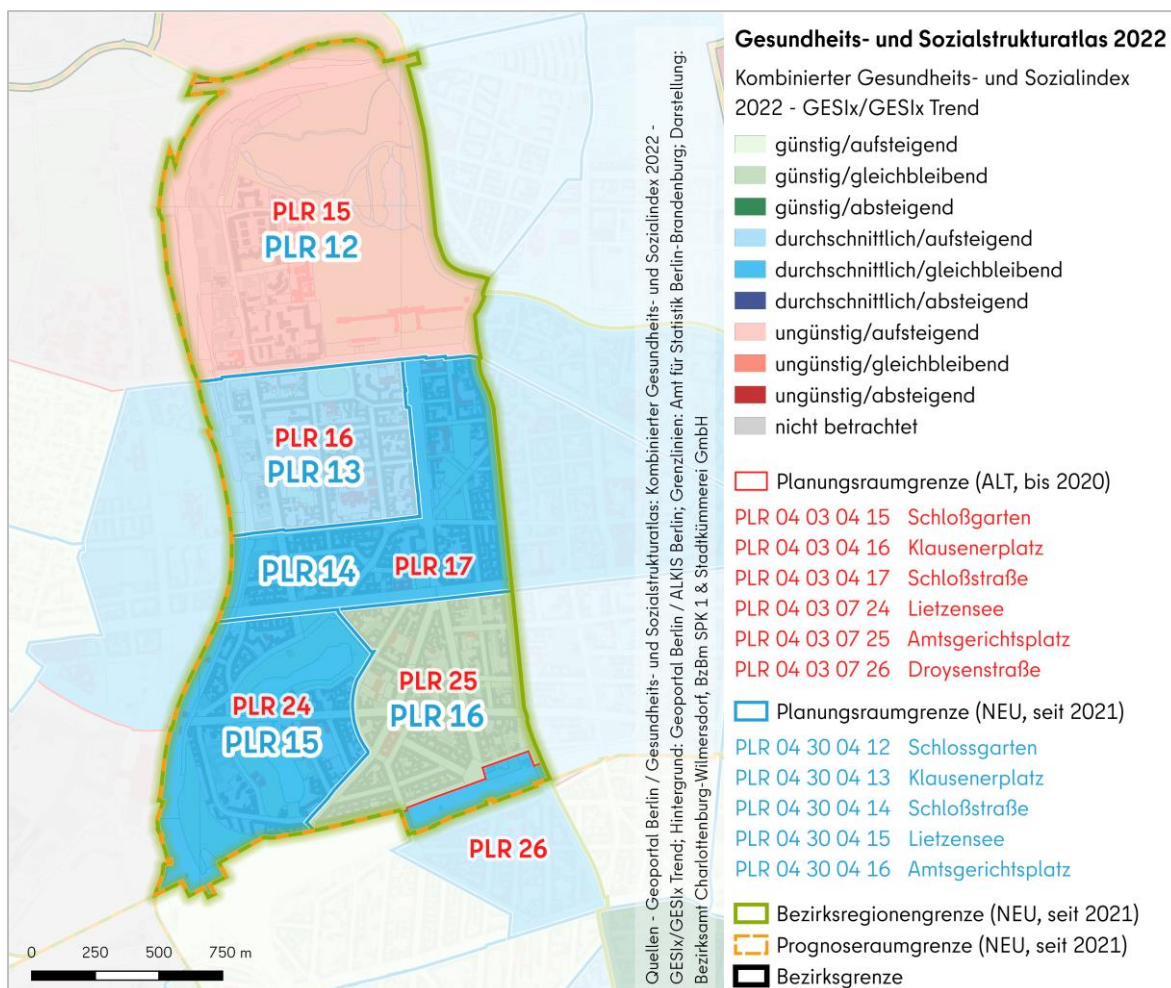 PLR 15
PLR 12
PLR 16
PLR 13
PLR 14
PLR 17
PLR 24
PLR 15
PLR 25
PLR 16
PLR 26
0 250 500 750 m
Quellen - Geoportal Berlin / Gesundheits- und Sozialstrukturatlas: Kombinierter Gesundheits- und Sozialindex 2022 -
GESIx/GESIx Trend; Hintergrund: Geoportal Berlin / ALKIS Berlin; Grenzlinien: Amt für Statistik Berlin-Brandenburg; Darstellung:
Bezirksamt Charlottenburg-Wilmersdorf, BzBm SPK 1 & Stadtkümmerei GmbH
Gesundheits- und Sozialstrukturatlas 2022
Kombinierter Gesundheits- und Sozialindex
2022 - GESIx/GESIx Trend
günstig/aufsteigend
günstig/gleichbleibend
günstig/absteigend
durchschnittlich/aufsteigend
durchschnittlich/gleichbleibend
durchschnittlich/absteigend
ungünstig/aufsteigend
ungünstig/gleichbleibend
ungünstig/absteigend
nicht betrachtet
Planungsraumgrenze (ALT, bis 2020)
PLR 04 03 04 15 Schloßgarten
PLR 04 03 04 16 Klausenerplatz
PLR 04 03 04 17 Schloßstraße
PLR 04 03 07 24 Lietzensee
PLR 04 03 07 25 Amtsgerichtsplatz
PLR 04 03 07 26 Droysenstraße
Planungsraumgrenze (NEU, seit 2021)
PLR 04 30 04 12 Schlossgarten
PLR 04 30 04 13 Klausenerplatz
PLR 04 30 04 14 Schloßstraße
PLR 04 30 04 15 Lietzensee
PLR 04 30 04 16 Amtsgerichtsplatz
Bezirksregionengrenze (NEU, seit 2021)
Prognoseraumgrenze (NEU, seit 2021)
Bezirksgrenze